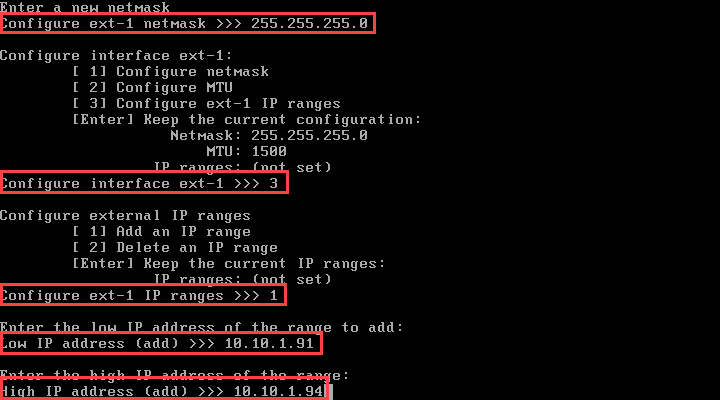 Enter a new netmask
Configure ext-1 netmask >>> 255.255.255.0
Configure interface ext-1:
[ 1] Configure netmask
[ 2] Configure MTU
[ 3] Configure ext-1 IP ranges
[Enter] Keep the current configuration:
Netmask: 255.255.255.0
MTU: 1500
IP ranges: (not set)
Configure interface ext-1 >>> 3
Configure external IP ranges
[ 1] Add an IP range
[ 2] Delete an IP range
[Enter] Keep the current IP ranges:
IP ranges: (not set)
Configure ext-1 IP ranges >>> 1
Enter the low IP address of the range to add:
Low IP address (add) >>> 10.10.1.91
Enter the high IP address of the range:
High IP address (add) >>> 10.10.1.94